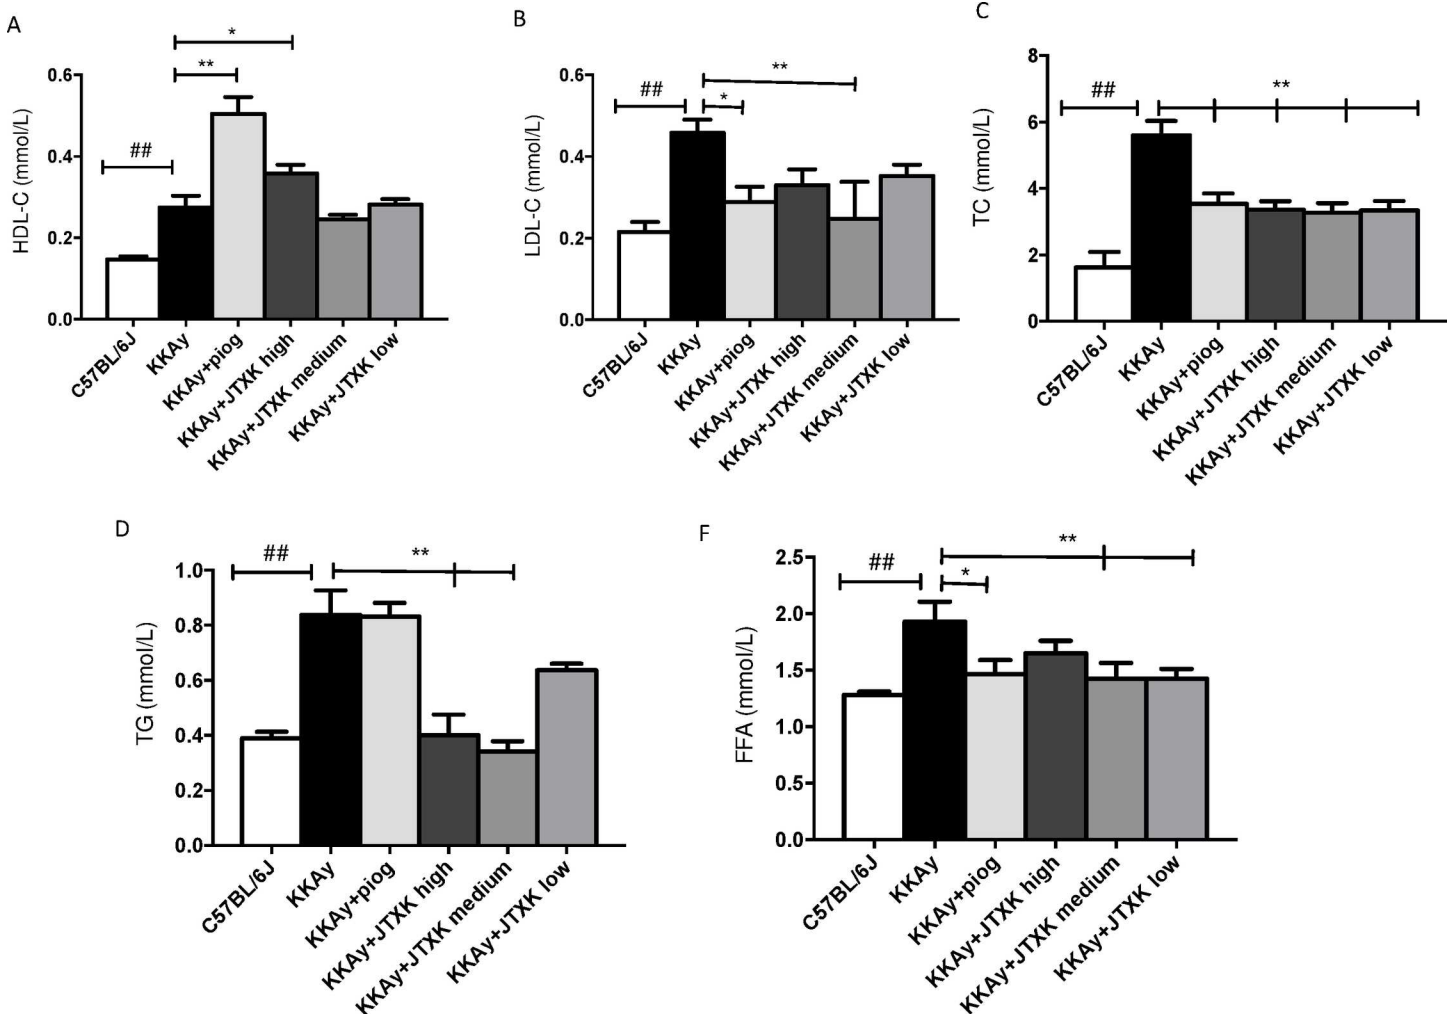 A
HDL-C (mmol/L)
0.6
0.4
0.2
0.0
*
**
##
C57BL/6J
KKAy
KKAy+piog
KKAy+JTXK high
KKAy+JTXK medium
KKAy+JTXK low
B
LDL-C (mmol/L)
0.6
0.4
0.2
0.0
##
**
*
C57BL/6J
KKAy
KKAy+piog
KKAy+JTXK high
KKAy+JTXK medium
KKAy+JTXK low
C
TC (mmol/L)
8
6
4
2
0
##
**
C57BL/6J
KKAy
KKAy+piog
KKAy+JTXK high
KKAy+JTXK medium
KKAy+JTXK low
D
TG (mmol/L)
1.0
0.8
0.6
0.4
0.2
0.0
##
**
C57BL/6J
KKAy
KKAy+piog
KKAy+JTXK high
KKAy+JTXK medium
KKAy+JTXK low
F
FFA (mmol/L)
2.5
2.0
1.5
1.0
0.5
0.0
##
**
*
C57BL/6J
KKAy
KKAy+piog
KKAy+JTXK high
KKAy+JTXK medium
KKAy+JTXK low